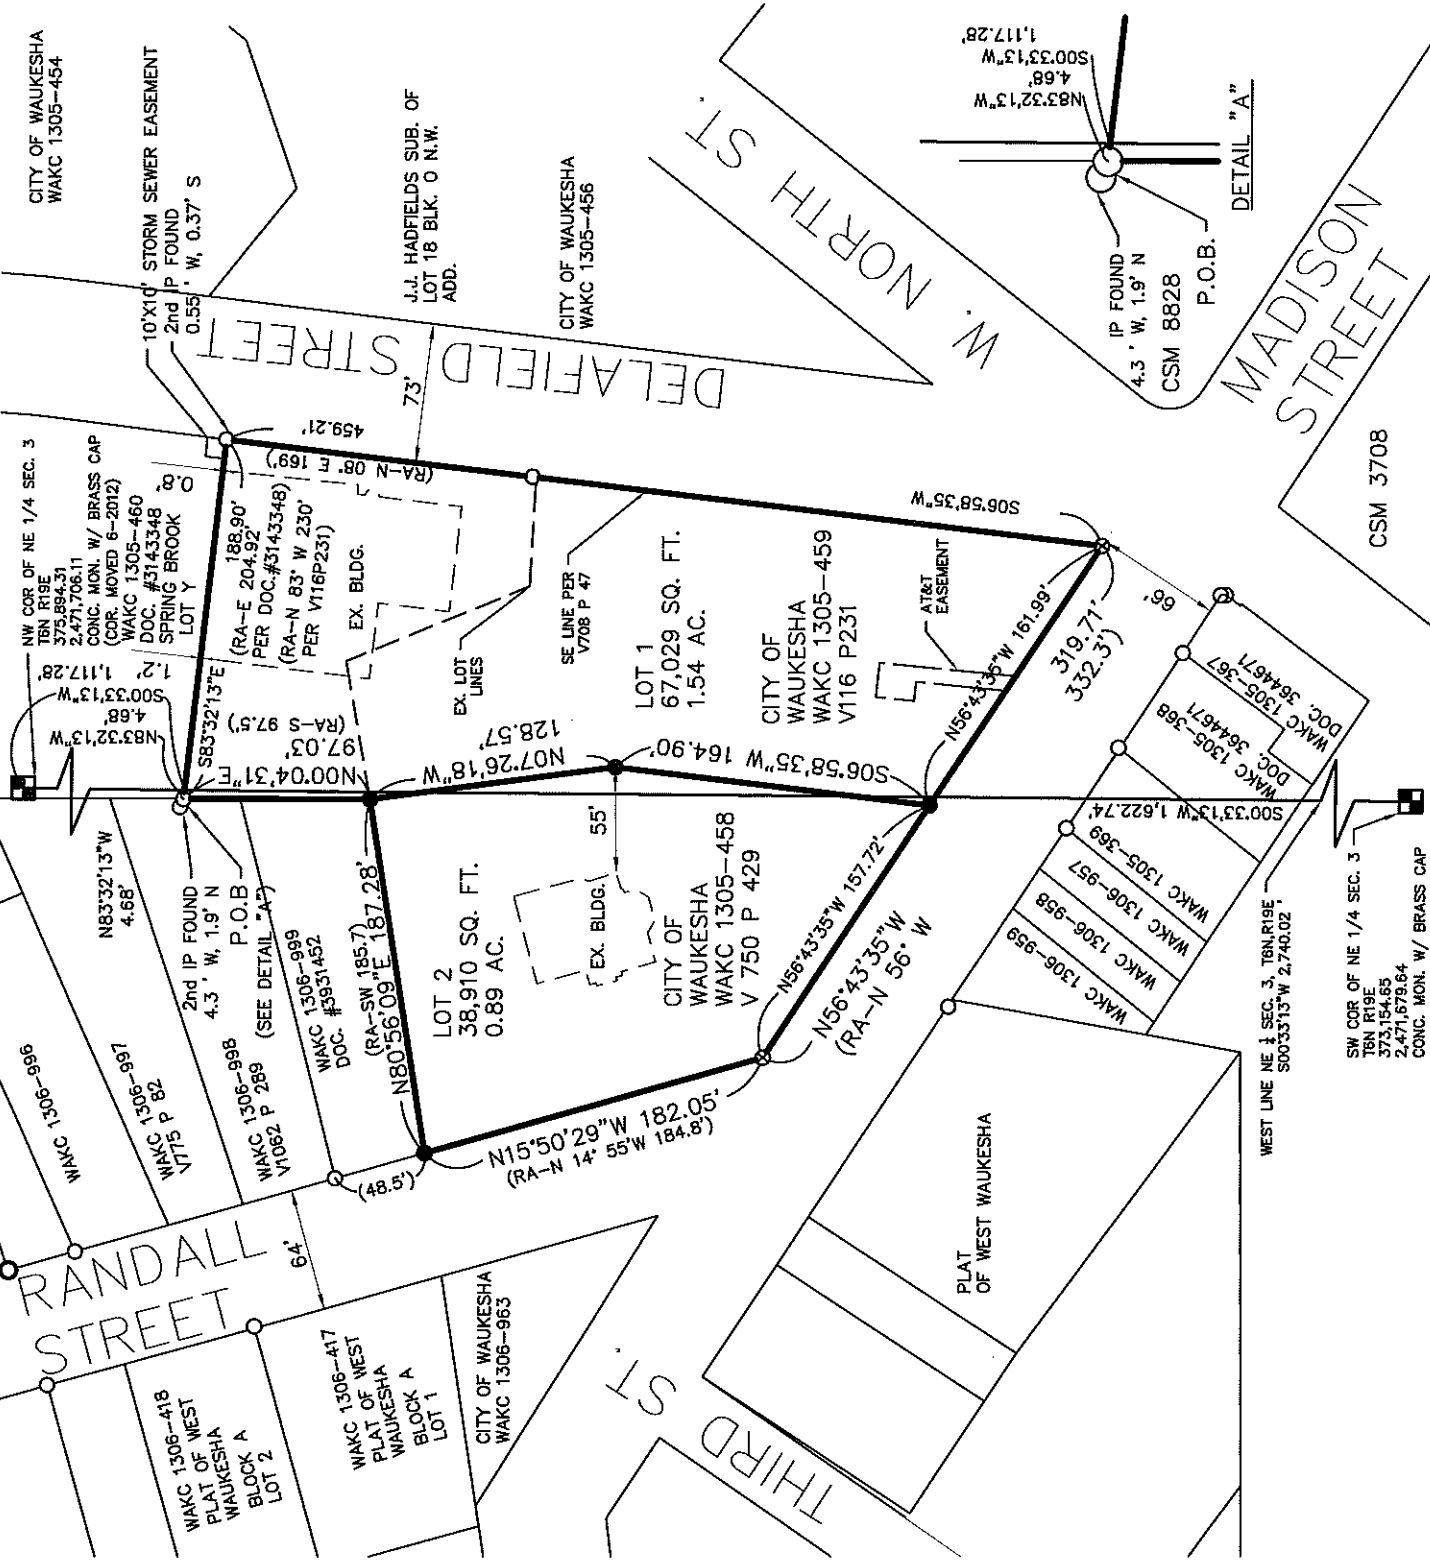 CITY OF WAUKESHA
WAKC 1305-454
10'X10' STORM SEWER EASEMENT
2nd IP FOUND
0.55' W, 0.37' S
J.J. HADFIELDS SUB. OF
LOT 18 BLK. O N.W.
ADD.
CITY OF WAUKESHA
WAKC 1305-456
DELAFIELD STREET
73'
W. NORTH ST.
MADISON
STREET
N83°32'13"W
4.68'
S00°33'13"W
1,117.28'
IP FOUND
4.3' W, 1.9' N
CSM 8828
P.O.B.
DETAIL "A"
CSM 3708
NW COR OF NE 1/4 SEC. 3
T6N R19E
375,894.31
2,471,706.11
CONC. MON. W/ BRASS CAP
(COR. MOVED 6-2012)
WAKC 1305-460
DOC. #3143348
SPRING BROOK
LOT Y
0.8'
1.2'
N83°32'13"W
4.68'
S00°33'13"W
1,117.28'
S83°32'13"E
188.90'
(RA-E 204.92'
PER DOC.#3143348)
(RA-N 83° W 230'
PER V116P231)
459.21'
(RA-N 08° E 169')
S06°58'35"W
EX. BLDG.
EX. LOT
LINES
SE LINE PER
V708 P 47
N00°04'31"E
97.03'
(RA-S 97.5')
N07°26'18"W
128.57'
S06°58'35"W 164.90'
LOT 1
67,029 SQ. FT.
1.54 AC.
CITY OF
WAUKESHA
WAKC 1305-459
V116 P231
AT&T
EASEMENT
N56°43'35"W 161.99'
319.71'
332.3')
66'
N83°32'13"W
4.68'
2nd IP FOUND
4.3' W, 1.9' N
P.O.B
(SEE DETAIL "A")
WAKC 1306-996
WAKC 1306-997
V775 P 82
WAKC 1306-998
V1062 P 289
WAKC 1306-999
DOC. #3931452
(RA-SW 185.7)
N80°56'09"E 187.28'
LOT 2
38,910 SQ. FT.
0.89 AC.
EX. BLDG.
55'
CITY OF
WAUKESHA
WAKC 1305-458
V 750 P 429
N56°43'35"W 157.72'
N56°43'35"W
(RA-N 56° W
N15°50'29"W 182.05'
(RA-N 14° 55'W 184.8')
(48.5')
RANDALL
STREET
64'
WAKC 1306-418
PLAT OF WEST
WAUKESHA
BLOCK A
LOT 2
WAKC 1306-417
PLAT OF WEST
WAUKESHA
BLOCK A
LOT 1
CITY OF WAUKESHA
WAKC 1306-963
THIRD ST.
PLAT
OF WEST WAUKESHA
WAKC 1305-367
DOC. 3644671
WAKC 1305-368
DOC. 3644671
WAKC 1305-369
WAKC 1306-957
WAKC 1306-958
WAKC 1306-959
S00°33'13"W 1,622.74'
WEST LINE NE ¼ SEC. 3, T6N,R19E
S00°33'13"W 2,740.02'
SW COR OF NE 1/4 SEC. 3
T6N R19E
373,154.65
2,471,679.64
CONC. MON. W/ BRASS CAP